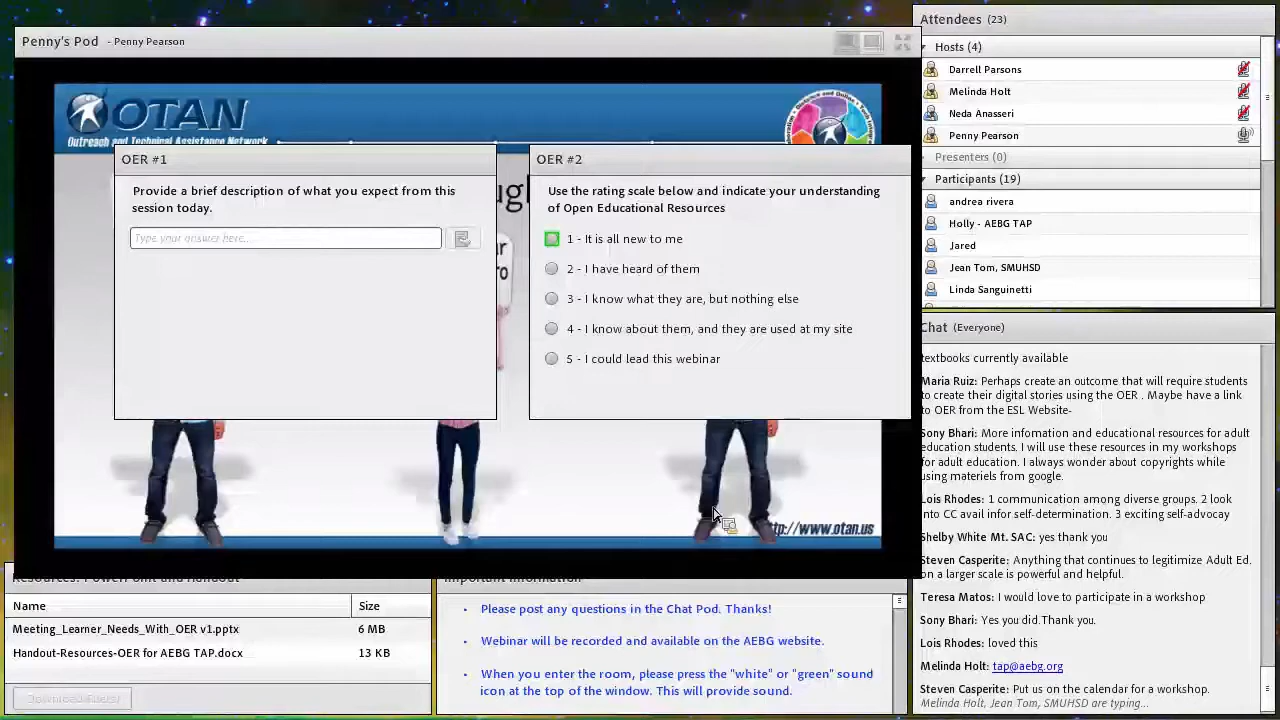 Penny's Pod - Penny Pearson
OTAN
Outreach and Technical Assistance Network
OER #1
Provide a brief description of what you expect from this
session today.
Type your answer here...
OER #2
Use the rating scale below and indicate your understanding
of Open Educational Resources
1 - It is all new to me
2 - I have heard of them
3 - I know what they are, but nothing else
4 - I know about them, and they are used at my site
5 - I could lead this webinar
http://www.otan.us
Resources: PowerPoint and Handout
Name Size
Meeting_Learner_Needs_With_OER v1.pptx 6 MB
Handout-Resources-OER for AEBG TAP.docx 13 KB
Download File(s)
Important Information
• Please post any questions in the Chat Pod. Thanks!
• Webinar will be recorded and available on the AEBG website.
• When you enter the room, please press the "white" or "green" sound
icon at the top of the window. This will provide sound.
Attendees (23)
Hosts (4)
Darrell Parsons
Melinda Holt
Neda Anasseri
Penny Pearson
Presenters (0)
Participants (19)
andrea rivera
Holly - AEBG TAP
Jared
Jean Tom, SMUHSD
Linda Sanguinetti
Chat (Everyone)
textbooks currently available
Maria Ruiz: Perhaps create an outcome that will require students
to create their digital stories using the OER . Maybe have a link
to OER from the ESL Website-
Sony Bhari: More infomation and educational resources for adult
education students. I will use these resources in my workshops
for adult education. I always wonder about copyrights while
using materiels from google.
Lois Rhodes: 1 communication among diverse groups. 2 look
into CC avail infor self-determination. 3 exciting self-advocay
Shelby White Mt. SAC: yes thank you
Steven Casperite: Anything that continues to legitimize Adult Ed.
on a larger scale is powerful and helpful.
Teresa Matos: I would love to participate in a workshop
Sony Bhari: Yes you did.Thank you.
Lois Rhodes: loved this
Melinda Holt: tap@aebg.org
Steven Casperite: Put us on the calendar for a workshop.
Melinda Holt, Jean Tom, SMUHSD are typing...